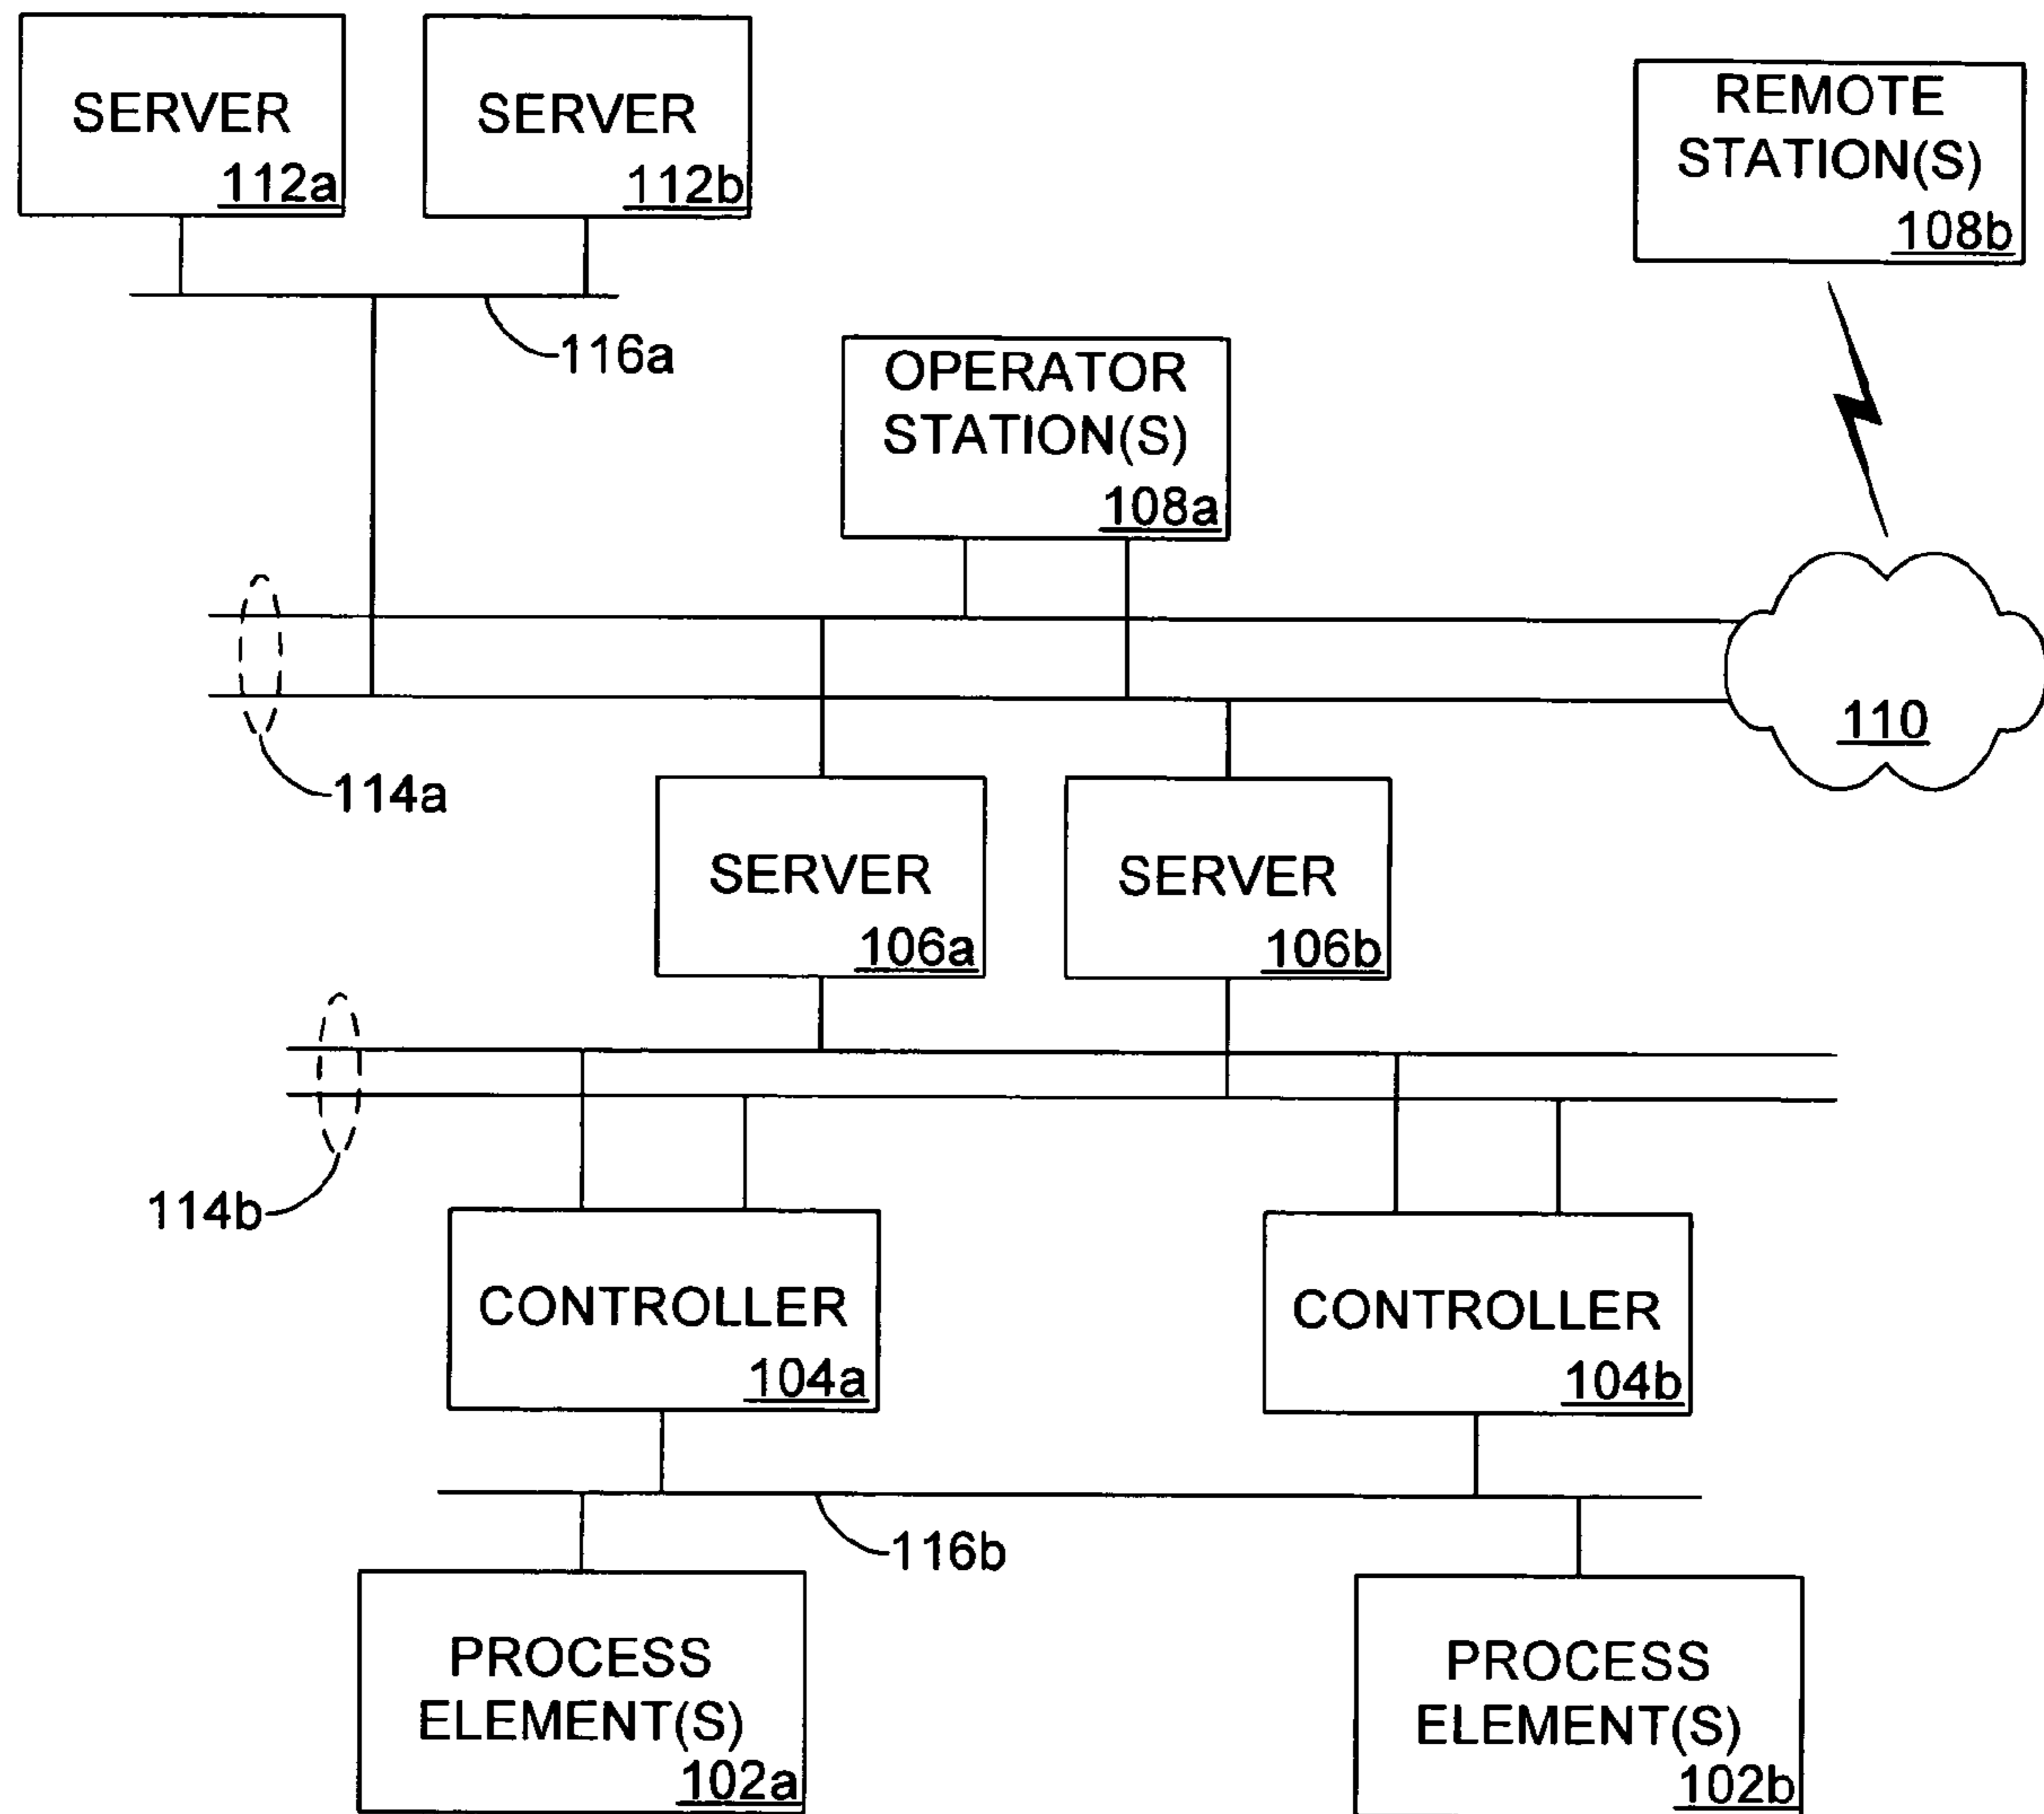 SERVER
112a
SERVER
112b
REMOTE
STATION(S)
108b
116a
OPERATOR
STATION(S)
108a
110
114a
SERVER
106a
SERVER
106b
114b
CONTROLLER
104a
CONTROLLER
104b
116b
PROCESS
ELEMENT(S)
102a
PROCESS
ELEMENT(S)
102b